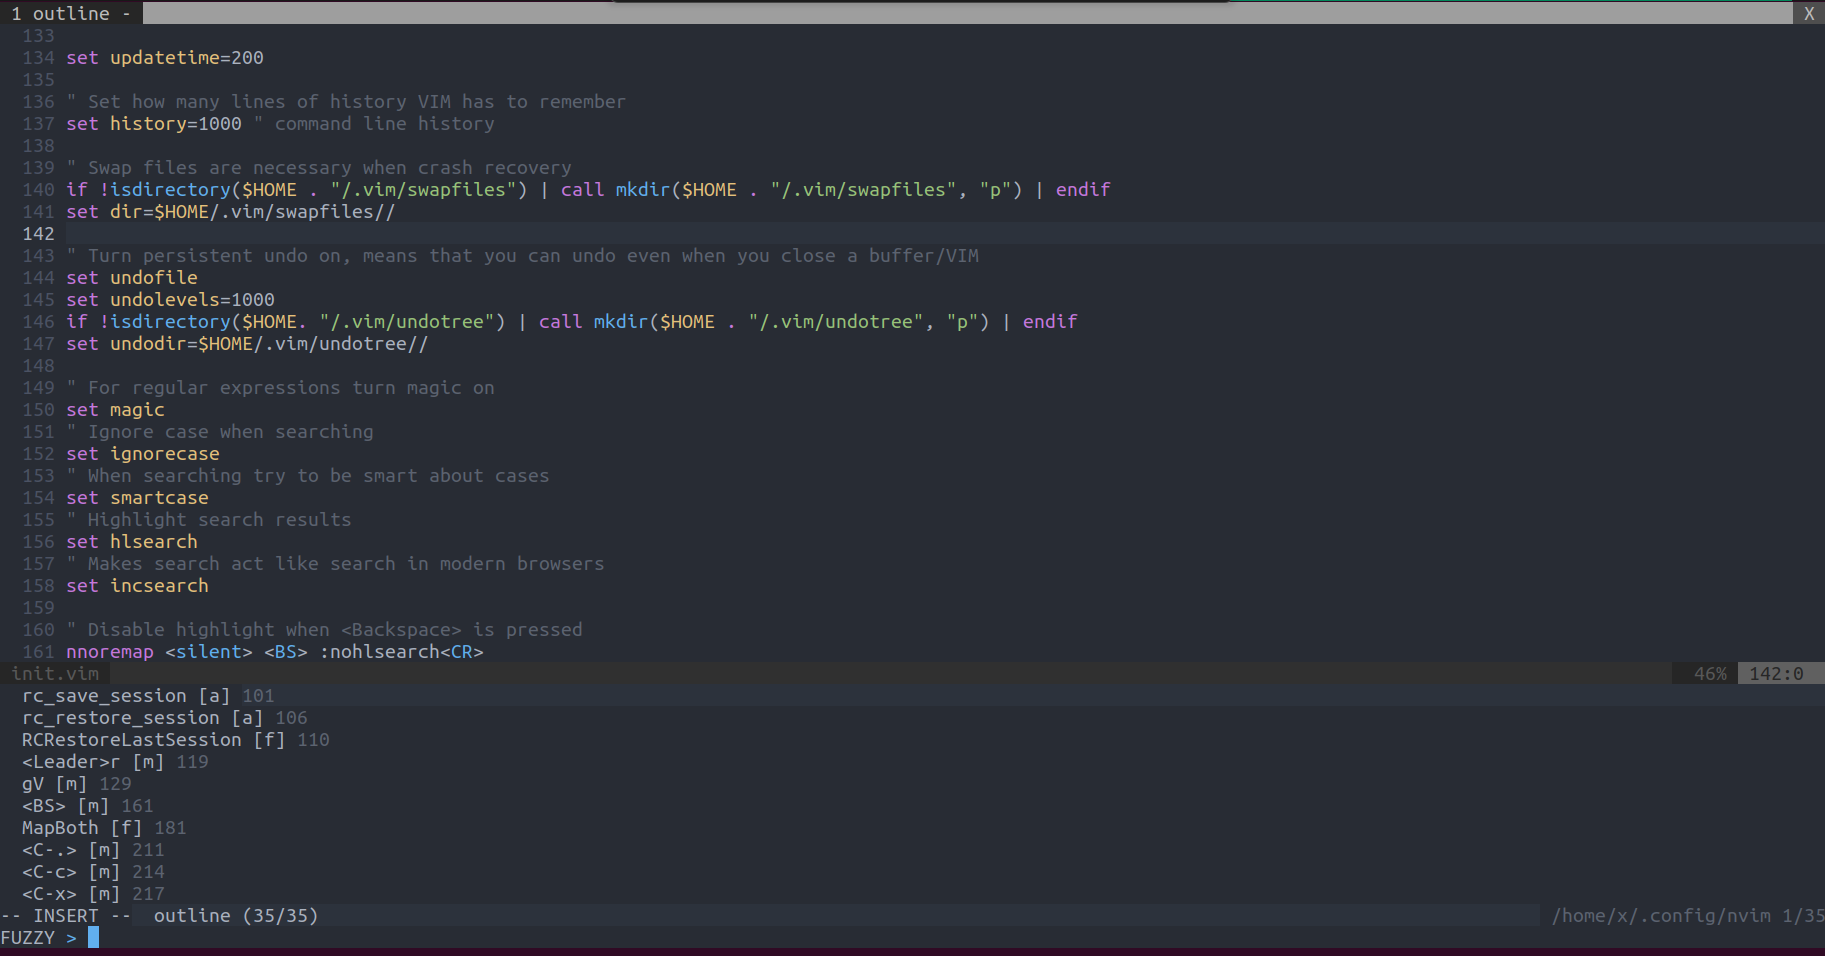 1 outline - X
133
134 set updatetime=200
135
136 " Set how many lines of history VIM has to remember
137 set history=1000 " command line history
138
139 " Swap files are necessary when crash recovery
140 if !isdirectory($HOME . "/.vim/swapfiles") | call mkdir($HOME . "/.vim/swapfiles", "p") | endif
141 set dir=$HOME/.vim/swapfiles//
142
143 " Turn persistent undo on, means that you can undo even when you close a buffer/VIM
144 set undofile
145 set undolevels=1000
146 if !isdirectory($HOME. "/.vim/undotree") | call mkdir($HOME . "/.vim/undotree", "p") | endif
147 set undodir=$HOME/.vim/undotree//
148
149 " For regular expressions turn magic on
150 set magic
151 " Ignore case when searching
152 set ignorecase
153 " When searching try to be smart about cases
154 set smartcase
155 " Highlight search results
156 set hlsearch
157 " Makes search act like search in modern browsers
158 set incsearch
159
160 " Disable highlight when <Backspace> is pressed
161 nnoremap <silent> <BS> :nohlsearch<CR>
init.vim 46% 142:0
rc_save_session [a] 101
rc_restore_session [a] 106
RCRestoreLastSession [f] 110
<Leader>r [m] 119
gV [m] 129
<BS> [m] 161
MapBoth [f] 181
<C-.> [m] 211
<C-c> [m] 214
<C-x> [m] 217
-- INSERT -- outline (35/35) /home/x/.config/nvim 1/35
FUZZY >